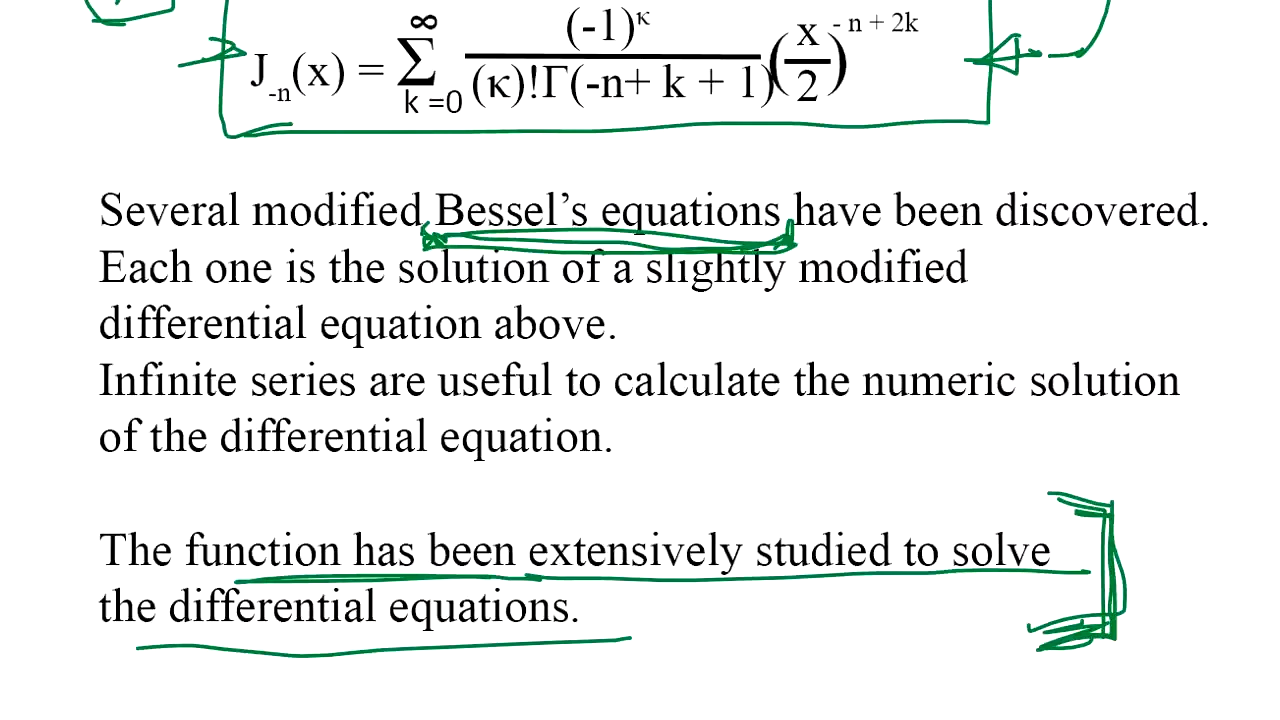 J_{-n}(x) = ∑_{k =0}^{∞} (-1)^κ / (κ)!Γ(-n+ k + 1) (x/2)^{- n + 2k}
Several modified Bessel’s equations have been discovered.
Each one is the solution of a slightly modified
differential equation above.
Infinite series are useful to calculate the numeric solution
of the differential equation.
The function has been extensively studied to solve
the differential equations.